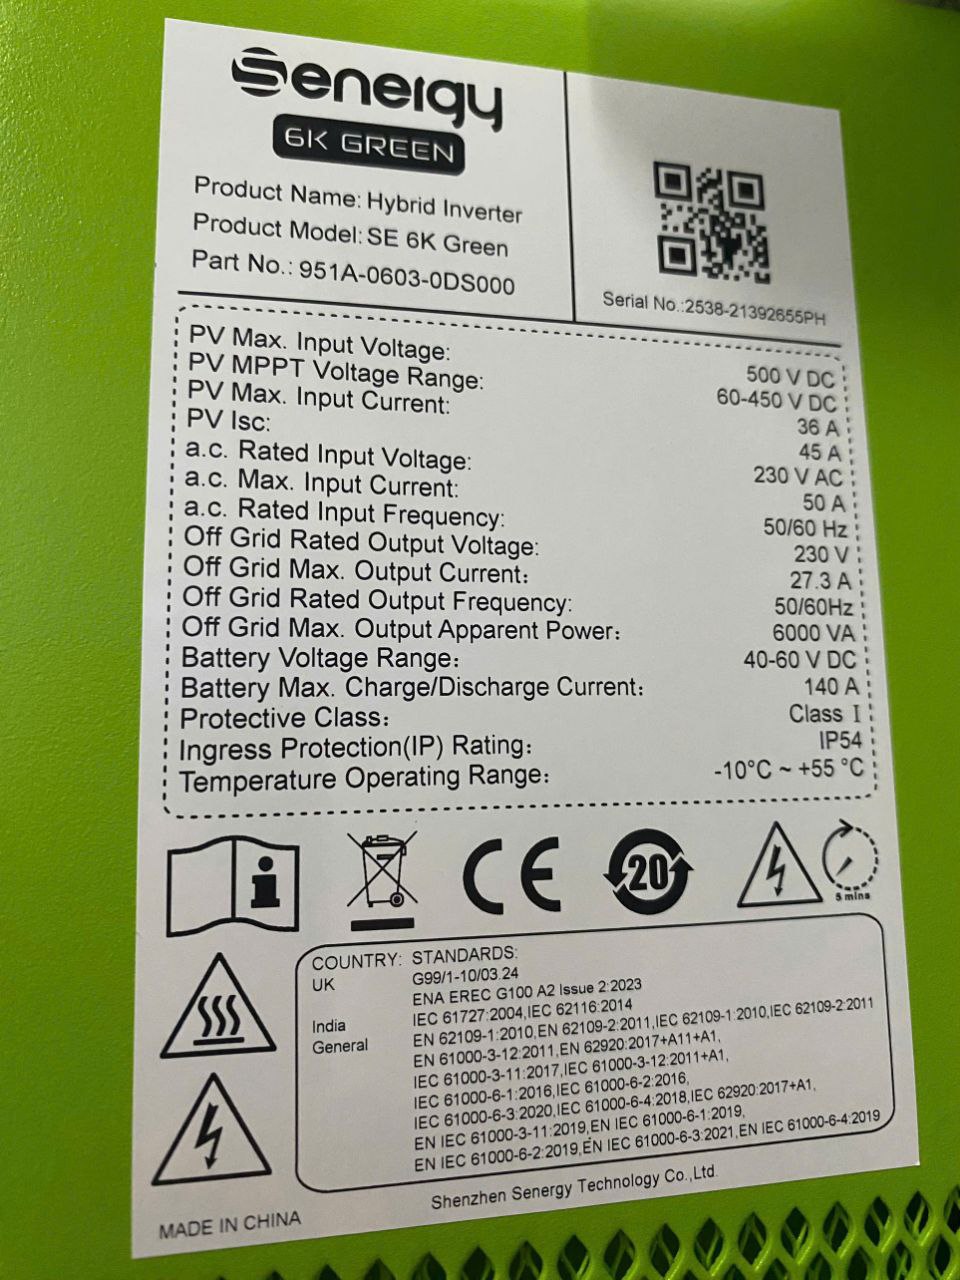 Senergy
6K GREEN
Product Name: Hybrid Inverter
Product Model: SE 6K Green
Part No.: 951A-0603-0DS000
Serial No.:2538-21392655PH
PV Max. Input Voltage: 500 V DC
PV MPPT Voltage Range: 60-450 V DC
PV Max. Input Current: 36 A
PV Isc: 45 A
a.c. Rated Input Voltage: 230 V AC
a.c. Max. Input Current: 50 A
a.c. Rated Input Frequency: 50/60 Hz
Off Grid Rated Output Voltage: 230 V
Off Grid Max. Output Current: 27.3 A
Off Grid Rated Output Frequency: 50/60Hz
Off Grid Max. Output Apparent Power: 6000 VA
Battery Voltage Range: 40-60 V DC
Battery Max. Charge/Discharge Current: 140 A
Protective Class: Class I
Ingress Protection(IP) Rating: IP54
Temperature Operating Range: -10°C ~ +55 °C
CE
20
5 mins
COUNTRY: STANDARDS:
UK G99/1-10/03.24
ENA EREC G100 A2 Issue 2:2023
India IEC 61727:2004,IEC 62116:2014
General EN 62109-1:2010,EN 62109-2:2011,IEC 62109-1:2010,IEC 62109-2:2011
EN 61000-3-12:2011,EN 62920:2017+A11+A1,
IEC 61000-3-11:2017,IEC 61000-3-12:2011+A1,
IEC 61000-6-1:2016,IEC 61000-6-2:2016,
IEC 61000-6-3:2020,IEC 61000-6-4:2018,IEC 62920:2017+A1,
EN IEC 61000-3-11:2019,EN IEC 61000-6-1:2019,
EN IEC 61000-6-2:2019,EN IEC 61000-6-3:2021,EN IEC 61000-6-4:2019
Shenzhen Senergy Technology Co.,Ltd.
MADE IN CHINA